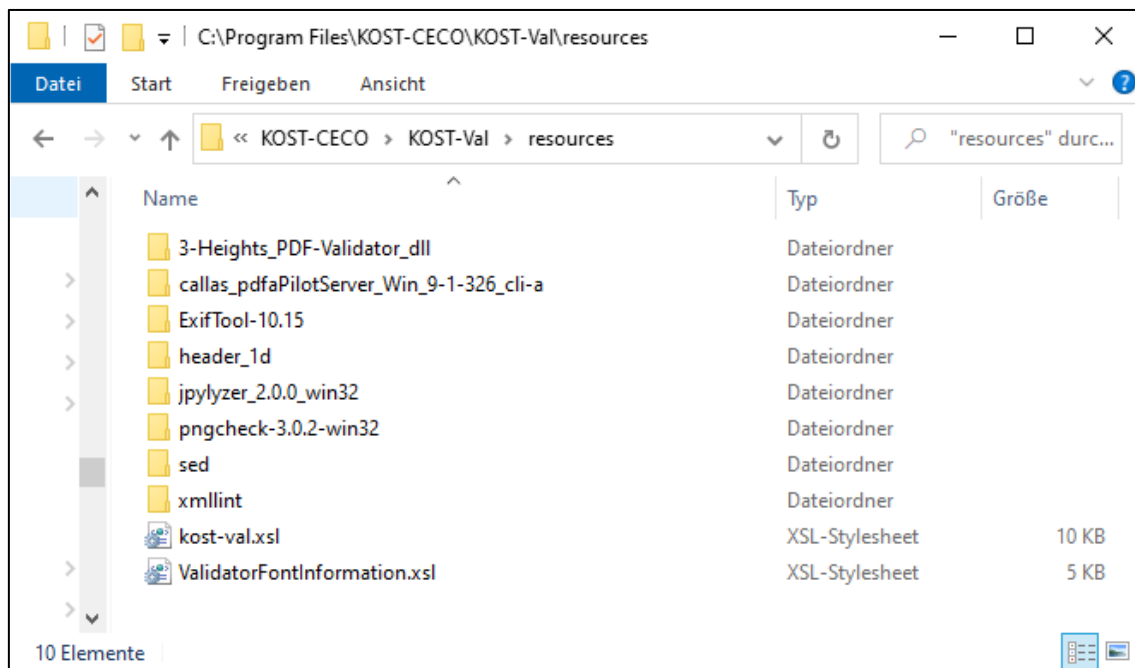 C:\Program Files\KOST-CECO\KOST-Val\resources
Datei Start Freigeben Ansicht ?
« KOST-CECO > KOST-Val > resources "resources" durc...
Name Typ Größe
3-Heights_PDF-Validator_dll Dateiordner
callas_pdfaPilotServer_Win_9-1-326_cli-a Dateiordner
ExifTool-10.15 Dateiordner
header_1d Dateiordner
jpylyzer_2.0.0_win32 Dateiordner
pngcheck-3.0.2-win32 Dateiordner
sed Dateiordner
xmllint Dateiordner
kost-val.xsl XSL-Stylesheet 10 KB
ValidatorFontInformation.xsl XSL-Stylesheet 5 KB
10 Elemente